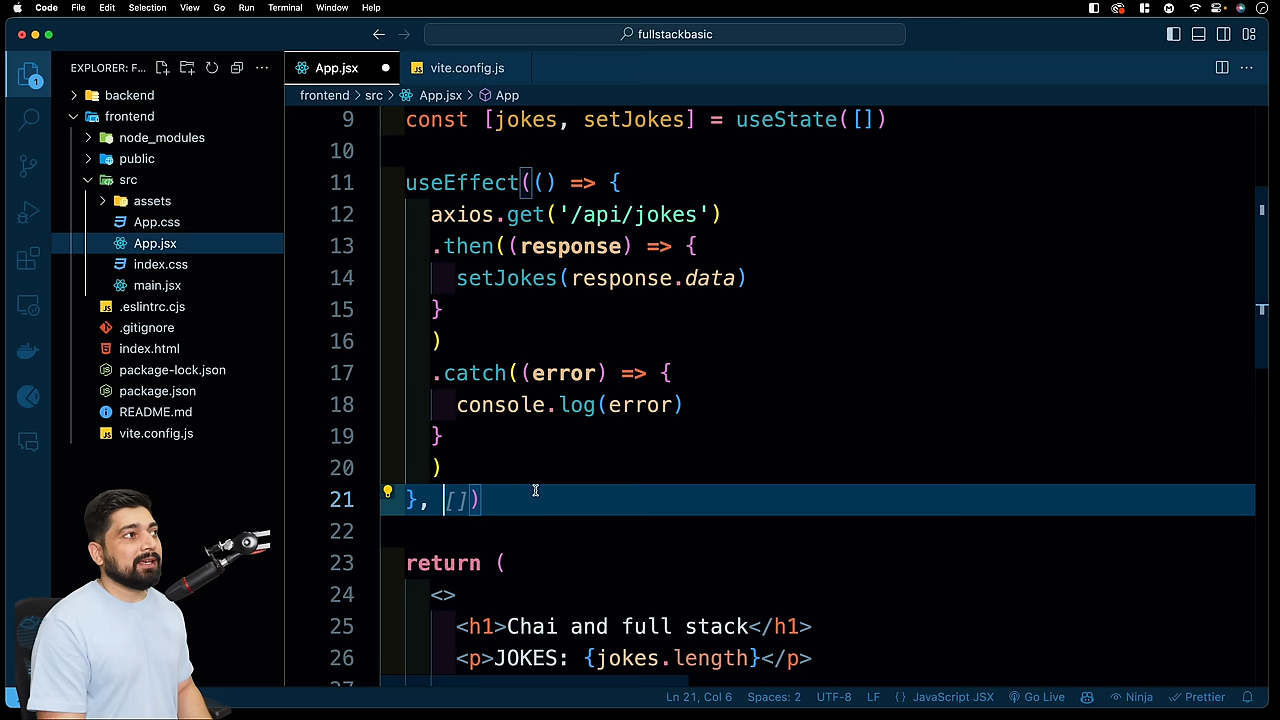 Code File Edit Selection View Go Run Terminal Window Help
fullstackbasic
EXPLORER: F...
App.jsx
vite.config.js
frontend > src > App.jsx > App
1
backend
frontend
node_modules
public
src
assets
App.css
App.jsx
index.css
main.jsx
.eslintrc.cjs
.gitignore
index.html
package-lock.json
package.json
README.md
vite.config.js
9 const [jokes, setJokes] = useState([])
10
11 useEffect(() => {
12 axios.get('/api/jokes')
13 .then((response) => {
14 setJokes(response.data)
15 }
16 )
17 .catch((error) => {
18 console.log(error)
19 }
20 )
21 }, [])
22
23 return (
24 <>
25 <h1>Chai and full stack</h1>
26 <p>JOKES: {jokes.length}</p>
Ln 21, Col 6 Spaces: 2 UTF-8 LF {} JavaScript JSX Go Live Ninja Prettier